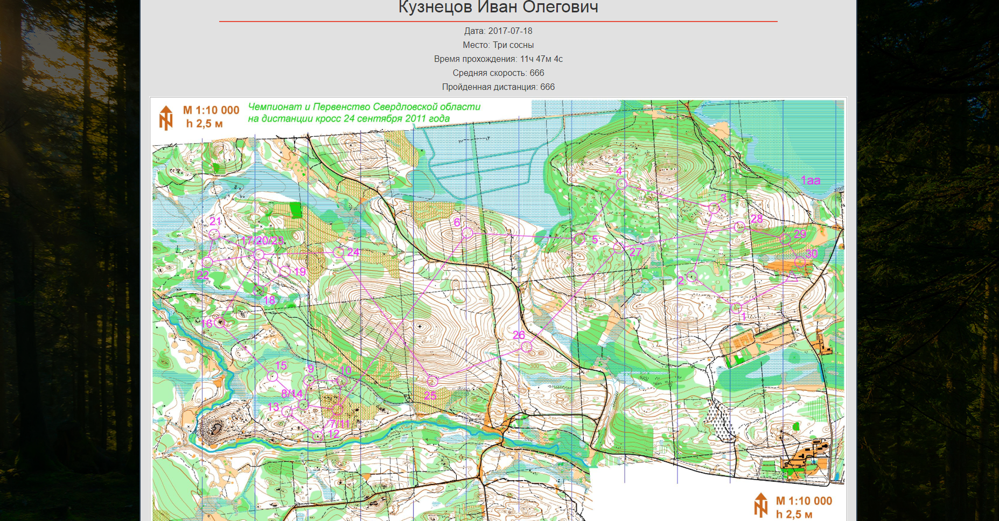 Кузнецов Иван Олегович
Дата: 2017-07-18
Место: Три сосны
Время прохождения: 11ч 47м 4с
Средняя скорость: 666
Пройденная дистанция: 666
М 1:10 000
h 2,5 м
Чемпионат и Первенство Свердловской области
на дистанции кросс 24 сентября 2011 года
1аа
4
3
21
6
28
5
29
17/20/23
24
27
30
22
19
2
18
1
16
26
15
9
10
300
8/14
25
13
7/11
12
М 1:10 000
h 2,5 м